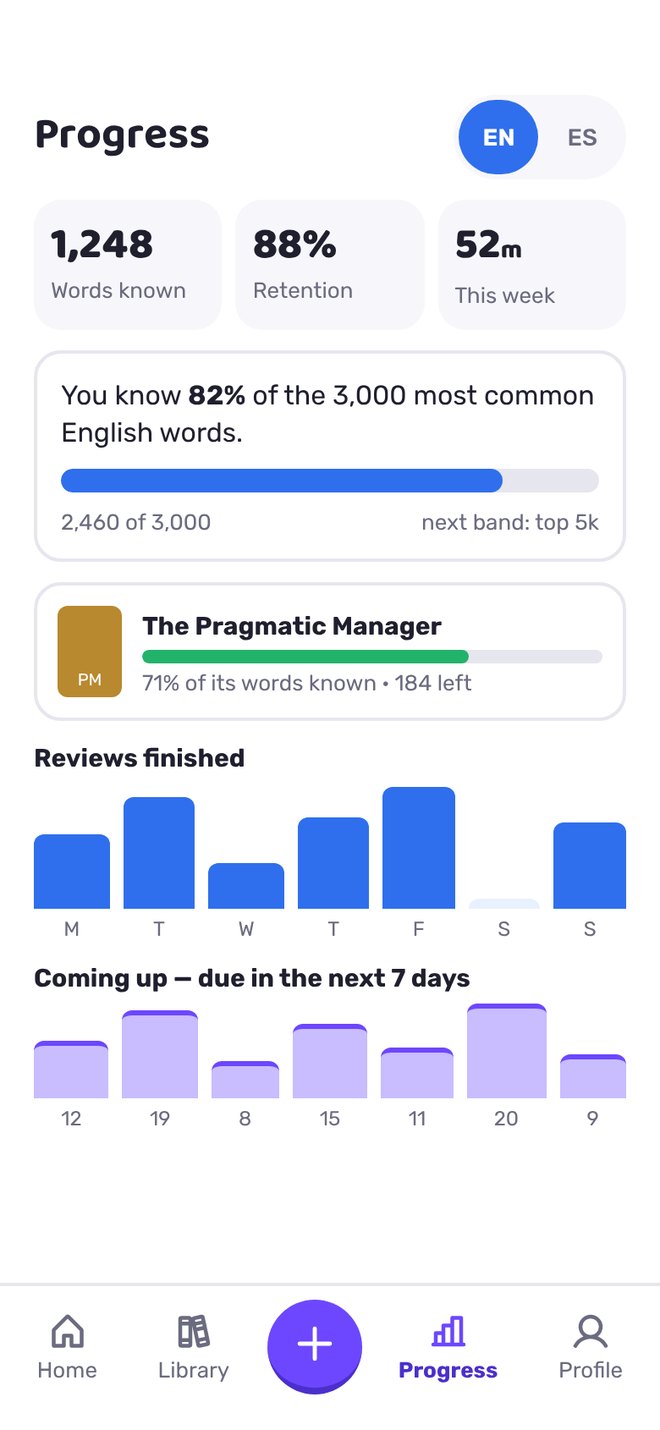 Progress
EN ES
1,248 88% 52m
Words known Retention This week
You know 82% of the 3,000 most common
English words.
2,460 of 3,000 next band: top 5k
The Pragmatic Manager
PM
71% of its words known • 184 left
Reviews finished
M T W T F S S
Coming up — due in the next 7 days
12 19 8 15 11 20 9
Home Library Progress Profile